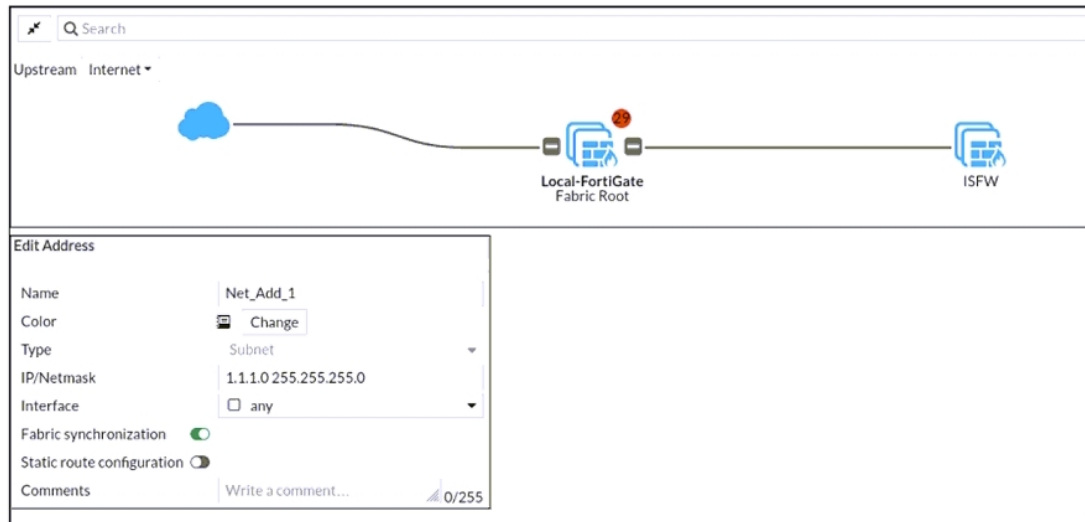 Search
Upstream Internet
29
Local-FortiGate
Fabric Root
ISFW
Edit Address
Name Net_Add_1
Color Change
Type Subnet
IP/Netmask 1.1.1.0 255.255.255.0
Interface any
Fabric synchronization
Static route configuration
Comments Write a comment... 0/255